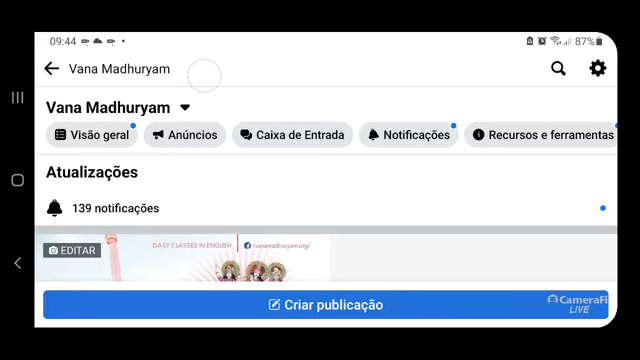 09:44 87%
Vana Madhuryam
Vana Madhuryam
Visão geral Anúncios Caixa de Entrada Notificações Recursos e ferramentas
Atualizações
139 notificações
EDITAR DAILY CLASSES IN ENGLISH /vanamadhuryam.org/
Criar publicação
CameraFi
LIVE